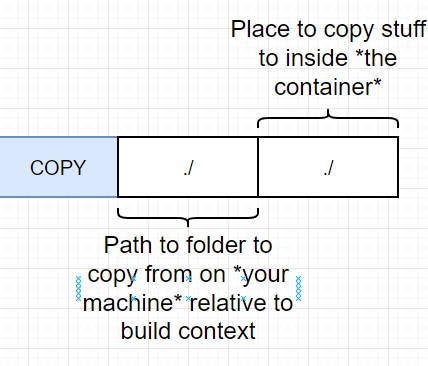 Place to copy stuff
to inside *the
container*
COPY ./ ./
Path to folder to
copy from on *your
machine* relative to
build context